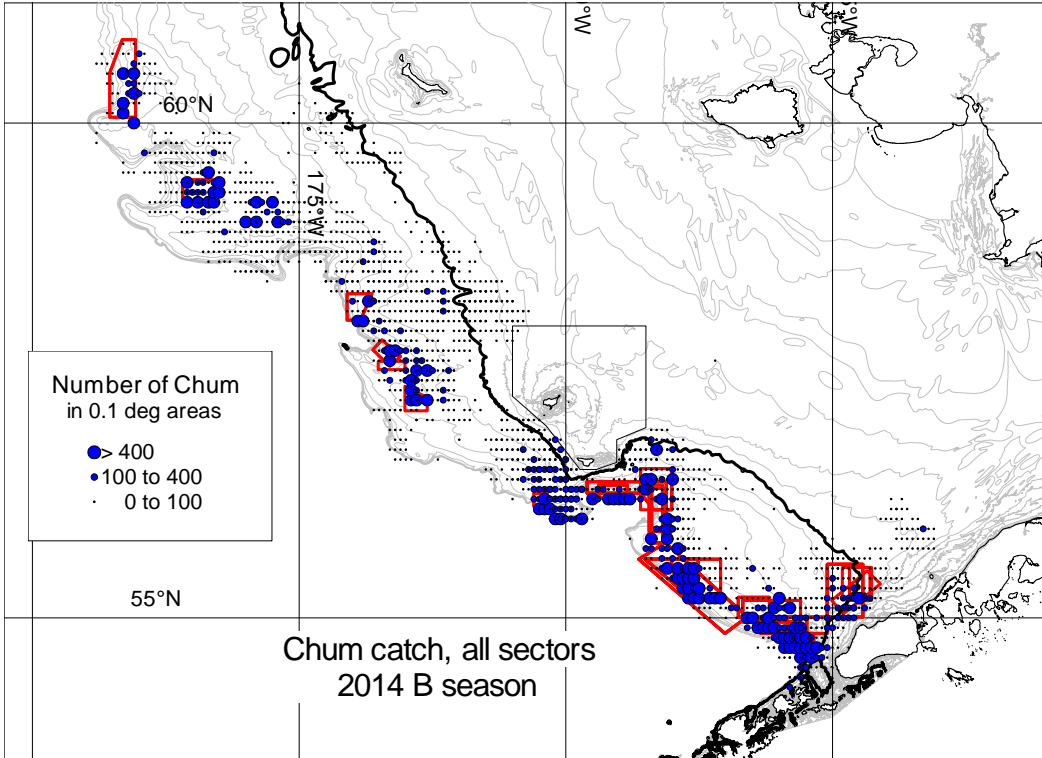 °W
°W
60°N
175°W
Number of Chum
in 0.1 deg areas
> 400
100 to 400
0 to 100
55°N
Chum catch, all sectors
2014 B season